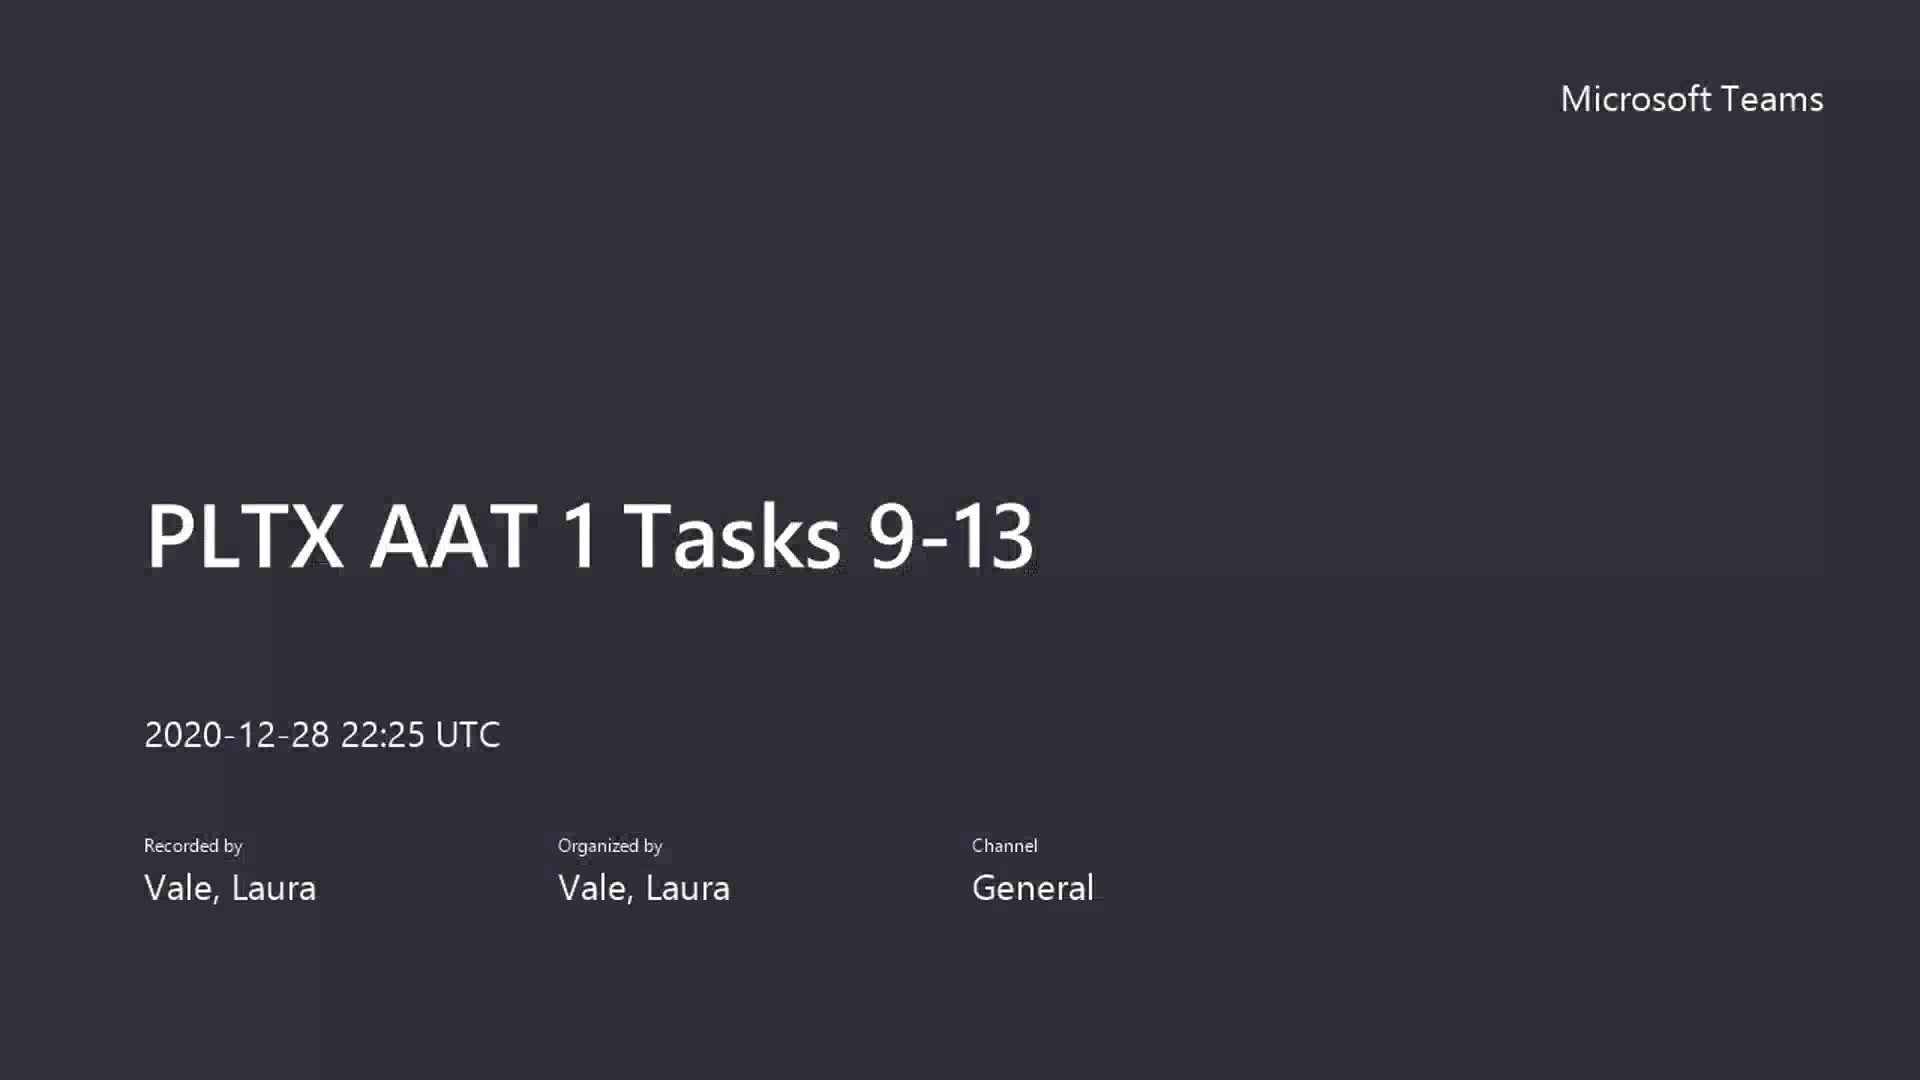 Microsoft Teams
PLTX AAT 1 Tasks 9-13
2020-12-28 22:25 UTC
Recorded by
Vale, Laura
Organized by
Vale, Laura
Channel
General